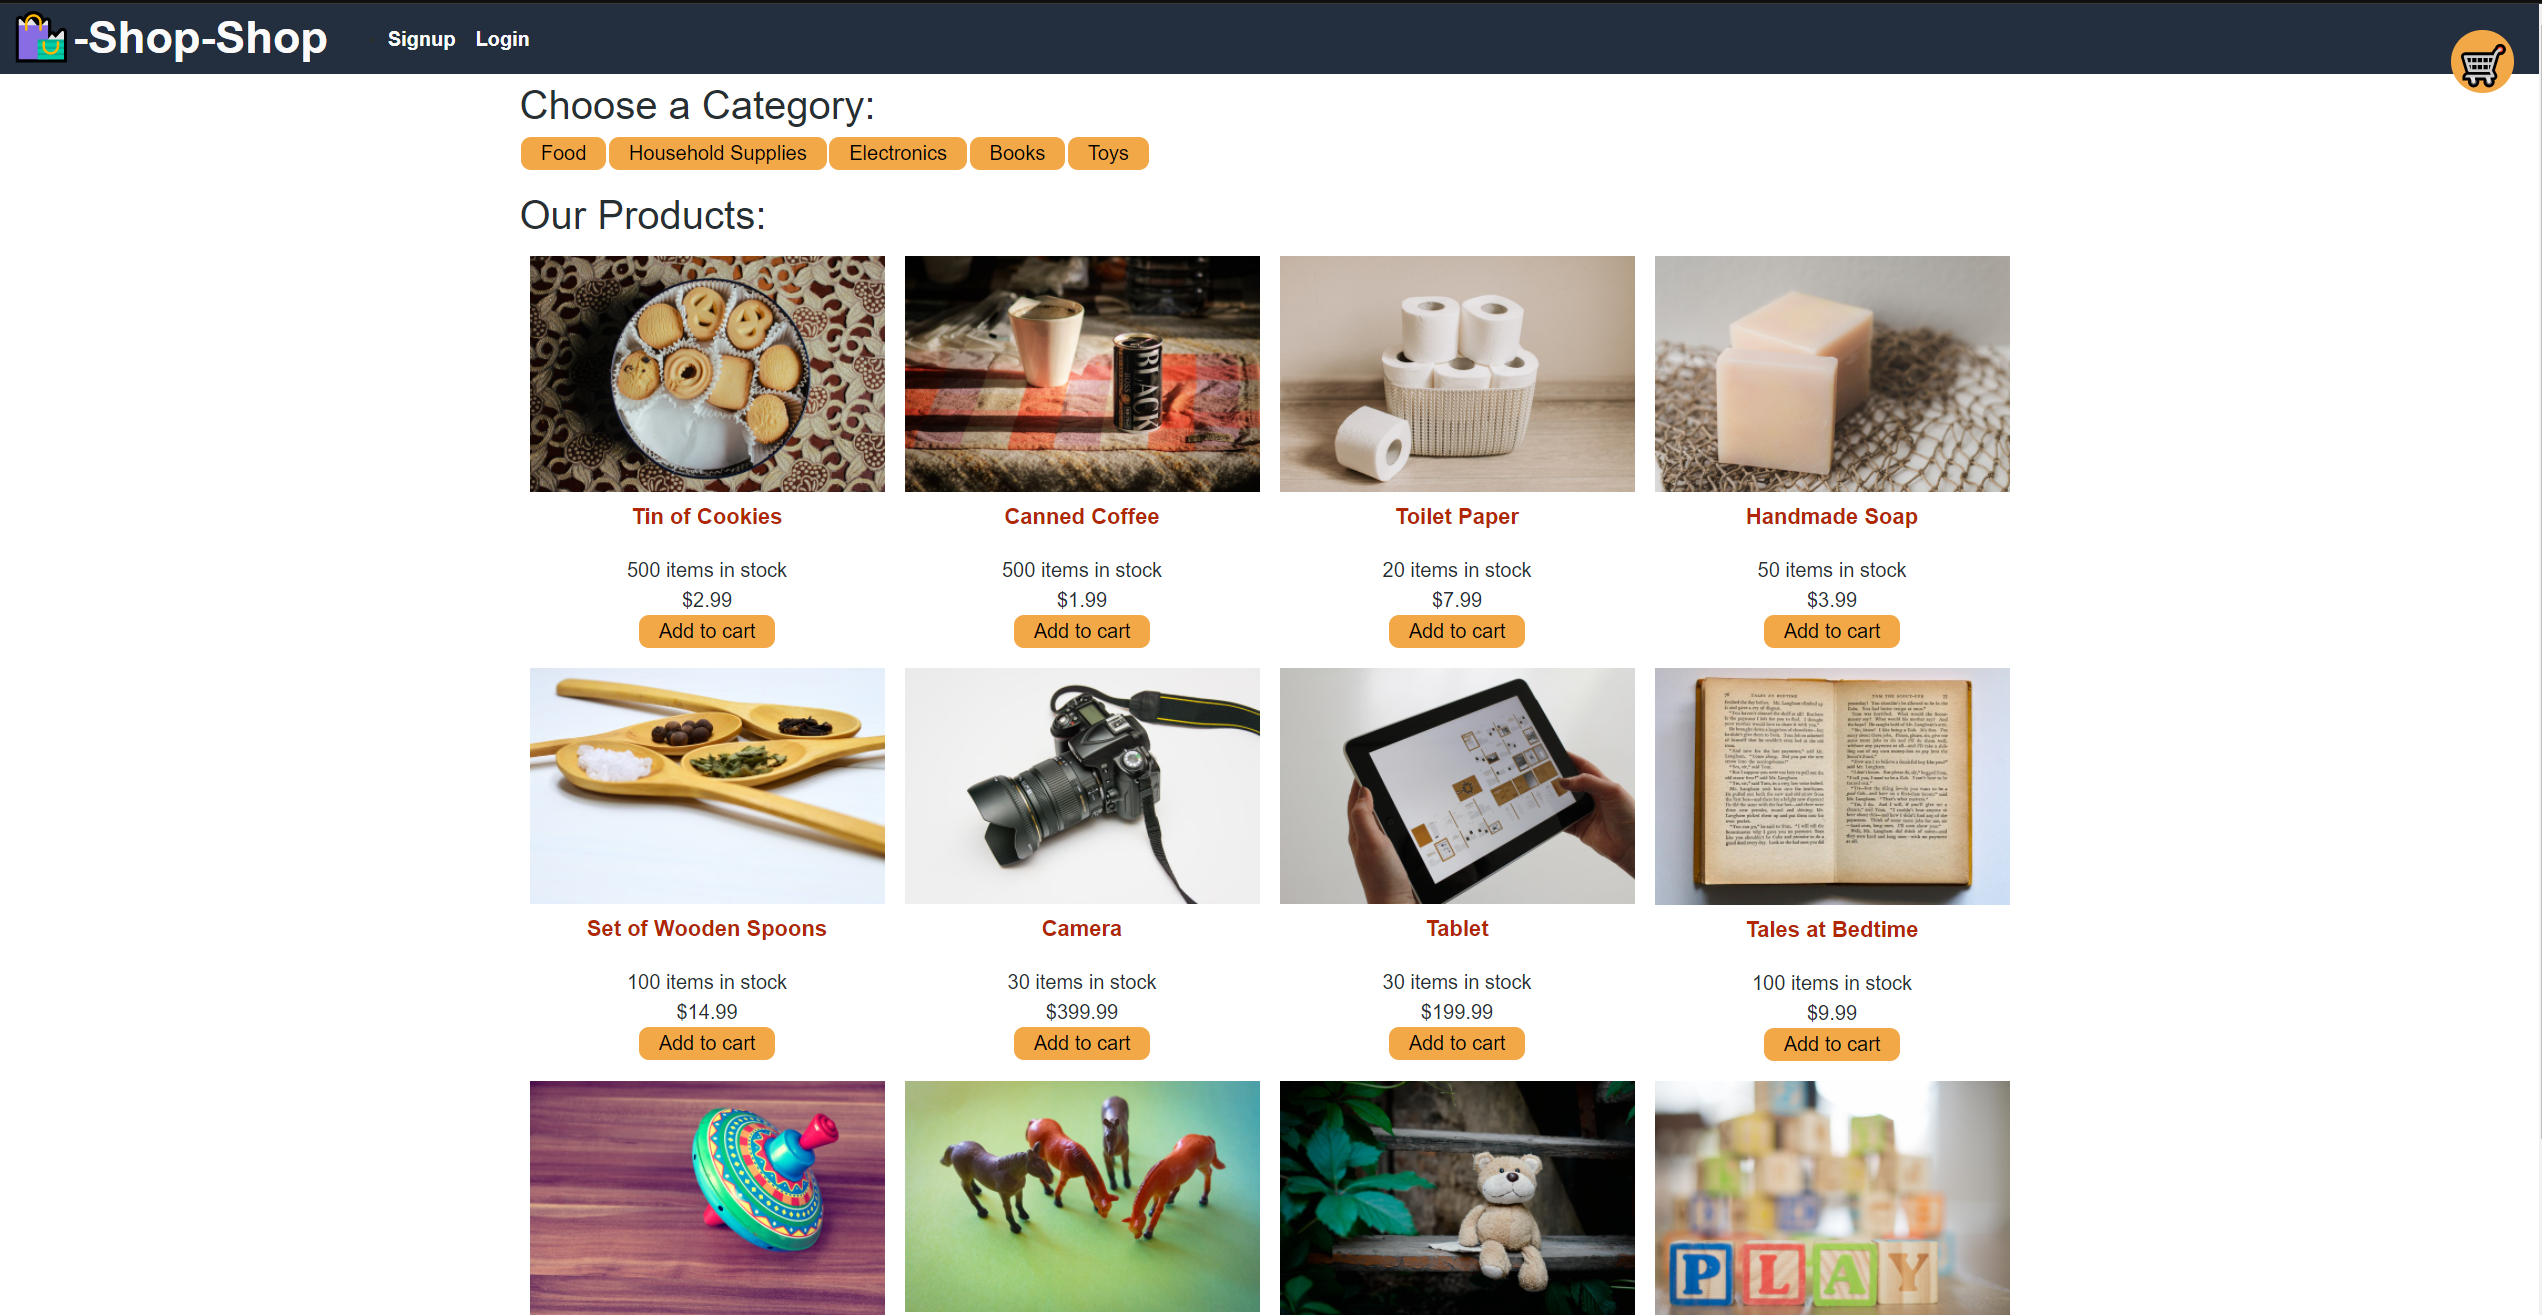 -Shop-Shop
Signup Login
Choose a Category:
Food Household Supplies Electronics Books Toys
Our Products:
BLACK
BOSS
Tin of Cookies
500 items in stock
$2.99
Add to cart
Canned Coffee
500 items in stock
$1.99
Add to cart
Toilet Paper
20 items in stock
$7.99
Add to cart
Handmade Soap
50 items in stock
$3.99
Add to cart
TALES AT BEDTIME
Set of Wooden Spoons
100 items in stock
$14.99
Add to cart
Camera
30 items in stock
$399.99
Add to cart
Tablet
30 items in stock
$199.99
Add to cart
Tales at Bedtime
100 items in stock
$9.99
Add to cart
PLAY